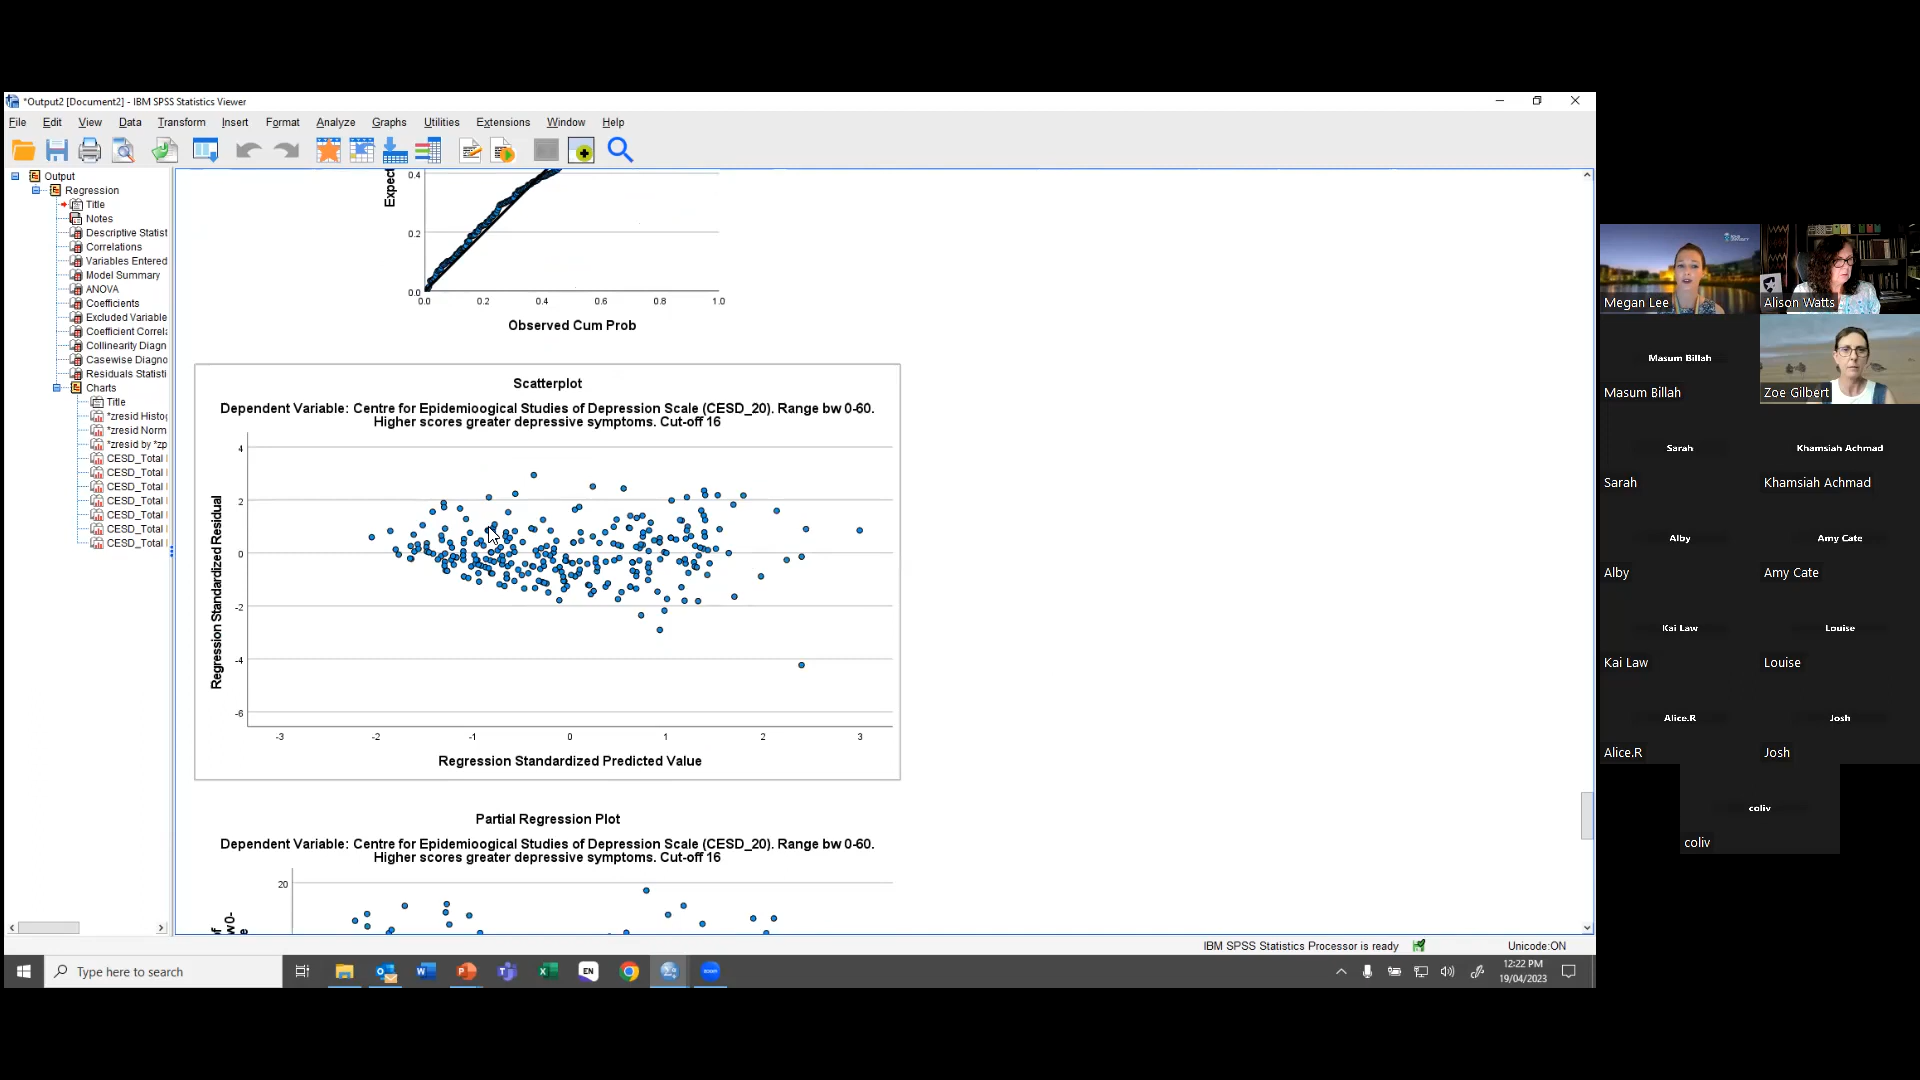 *Output2 [Document2] - IBM SPSS Statistics Viewer
File Edit View Data Transform Insert Format Analyze Graphs Utilities Extensions Window Help
Output
Regression
Title
Notes
Descriptive Statist
Correlations
Variables Entered
Model Summary
ANOVA
Coefficients
Excluded Variable
Coefficient Correla
Collinearity Diagn
Casewise Diagno
Residuals Statisti
Charts
Title
*zresid Histo
*zresid Norm
*zresid by *zp
CESD_Total
CESD_Total
CESD_Total
CESD_Total
CESD_Total
CESD_Total
CESD_Total
Expect
0.4
0.2
0.0
0.0 0.2 0.4 0.6 0.8 1.0
Observed Cum Prob
Scatterplot
Dependent Variable: Centre for Epidemioogical Studies of Depression Scale (CESD_20). Range bw 0-60.
Higher scores greater depressive symptoms. Cut-off 16
Regression Standardized Residual
4
2
0
-2
-4
-6
-3 -2 -1 0 1 2 3
Regression Standardized Predicted Value
Partial Regression Plot
Dependent Variable: Centre for Epidemioogical Studies of Depression Scale (CESD_20). Range bw 0-60.
Higher scores greater depressive symptoms. Cut-off 16
20
IBM SPSS Statistics Processor is ready
Unicode:ON
Type here to search
EN
zoom
12:22 PM
19/04/2023
Megan Lee
Alison Watts
Masum Billah
Masum Billah
Zoe Gilbert
Sarah
Sarah
Khamsiah Achmad
Khamsiah Achmad
Alby
Alby
Amy Cate
Amy Cate
Kai Law
Kai Law
Louise
Louise
Alice.R
Alice.R
Josh
Josh
coliv
coliv